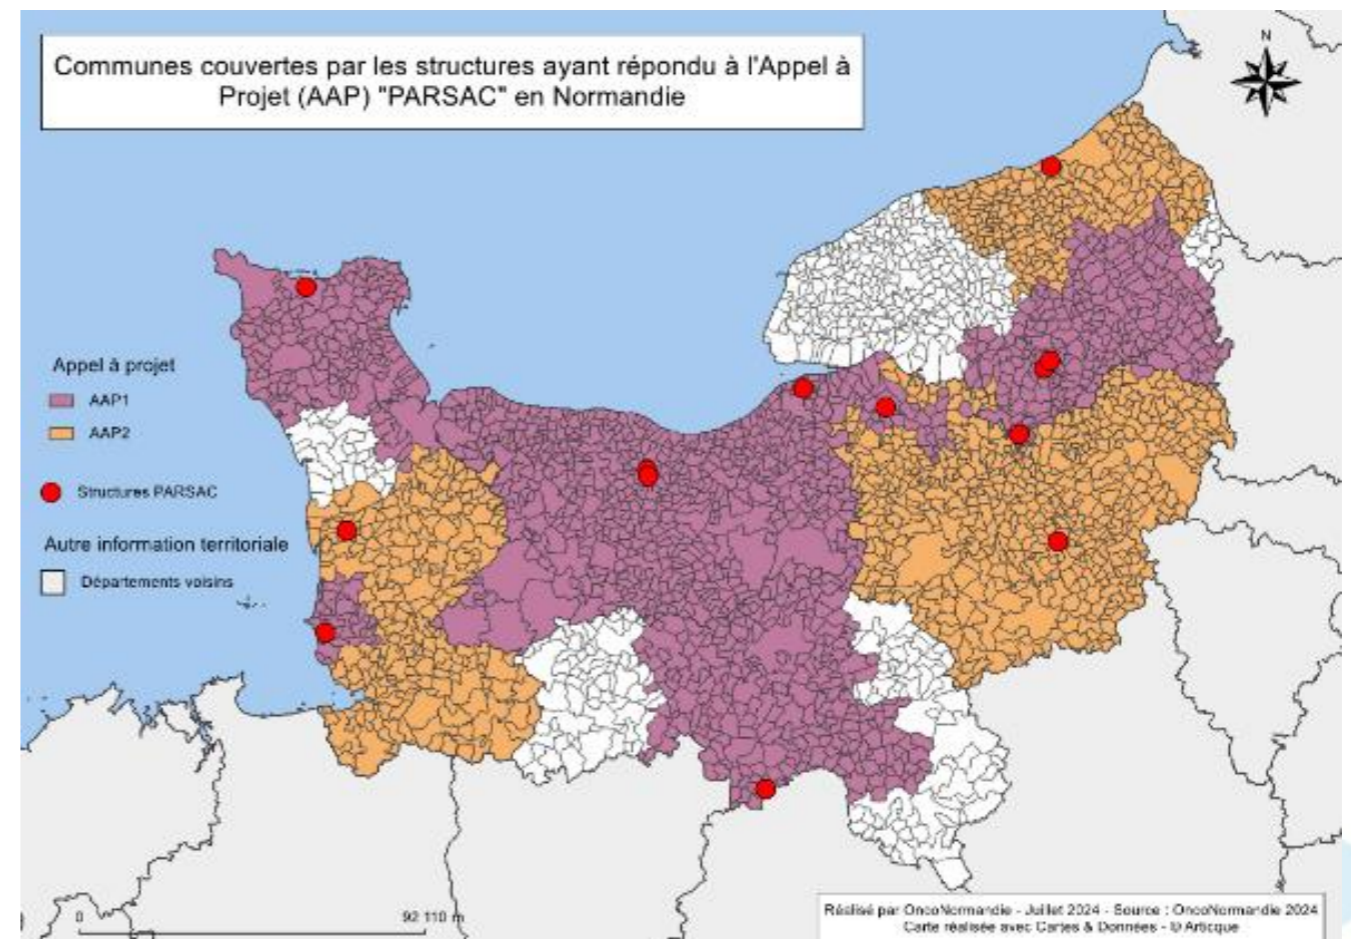 Communes couvertes par les structures ayant répondu à l'Appel à
Projet (AAP) "PARSAC" en Normandie
N
Appel à projet
AAP1
AAP2
Structures PARSAC
Autre information territoriale
Départements voisins
0
92 110 m
Réalisé par OncoNormandie - Juillet 2024 - Source : OncoNormandie 2024
Carte réalisée avec Cartes & Données - © Articque